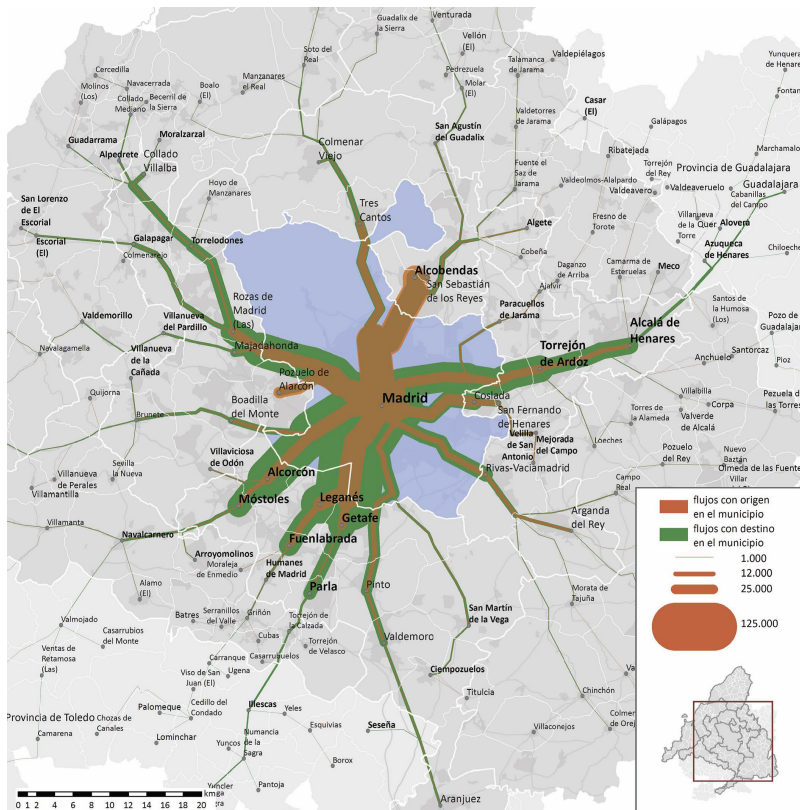 Guadalix de
la Sierra
Venturada
Soto del
Real
Vellón
(El)
Talamanca
de Jarama
Valdepiélagos
Yunquera
de Henare
Cercedilla
Pedrezuela
Molinos
(Los)
Navacerrada
Boalo
(El)
Manzanares
el Real
Molar
(El)
Collado
Mediano
Becerril de
la Sierra
Casar
(El)
Fontan
Valdetorres
de Jarama
Galápagos
Guadarrama
Moralzarzal
Colmenar
Viejo
San Agustín
del Guadalix
Ribatejada
Marchamalo
Alpedrete
Collado
Villalba
Fuente el
Saz de
Jarama
Torrejón
del Rey
Provincia de Guadalajara
Valdeolmos-Alalpardo
Valdeavero
Valdeaveruelo
Guadalajara
Cabanillas
del Campo
San Lorenzo
de El
Escorial
Hoyo de
Manzanares
Tres
Cantos
Algete
Fresno de
Torote
Villanueva
de la
Torre
Quer
Alovera
Escorial
(El)
Galapagar
Torrelodones
Cobeña
Azuqueca
de Henares
Chiloeche
Colmenarejo
Alcobendas
San Sebastián
de los Reyes
Daganzo
de Arriba
Camarma de
Esteruelas
Meco
Ajalvir
Rozas de
Madrid
(Las)
Paracuellos
de Jarama
Santos de
la Humosa
(Los)
Pozo de
Guadalajar
Valdemorillo
Villanueva
del Pardillo
Alcalá de
Henares
Torrejón
de Ardoz
Navalagamella
Villanueva
de la
Cañada
Majadahonda
Santorcaz
Anchuelo
Pioz
Pozuelo de
Alarcón
Quijorna
Madrid
Coslada
Villalbilla
Corpa
Pezuela de
las Torres
Boadilla
del Monte
San Fernando
de Henares
Torres de
la Alameda
Valverde
de Alcalá
Brunete
Velilla
de San
Antonio
Mejorada
del Campo
Loeches
Pozuelo
del Rey
Nuevo
Baztán
Villaviciosa
de Odón
Rivas-Vaciamadrid
Olmeda de las Fuente
Villar
Sevilla
la Nueva
Alcorcón
Villanueva
de Perales
Villamantilla
Móstoles
Leganés
Campo
Real
Getafe
Arganda
del Rey
Villamanta
Navalcarnero
Fuenlabrada
Arroyomolinos
Moraleja
de Enmedio
Humanes
de Madrid
Parla
Pinto
Morata de
Tajuña
Alamo
(El)
Griñón
San Martín
de la Vega
Batres
Serranillos
del Valle
Torrejón de
la Calzada
Valmojado
Casarrubios
del Monte
Cubas
Torrejón
de Velasco
Valdemoro
Ventas de
Retamosa
(Las)
Carranque
Casarrubuelos
Viso de San
Juan (El)
Ugena
Ciempozuelos
Titulcia
Chinchón
Palomeque
Cedillo del
Condado
Illescas
Yeles
Provincia de Toledo
Chozas de
Canales
Esquivias
Seseña
Villaconejos
Colme
de Orej
Camarena
Lominchar
Numancia
de la
Sagra
Yuncos
Borox
Yuncler
Pantoja
Aranjuez
flujos con origen
en el municipio
flujos con destino
en el municipio
1.000
12.000
25.000
125.000
0 1 2 4 6 8 10 12 14 16 18 20